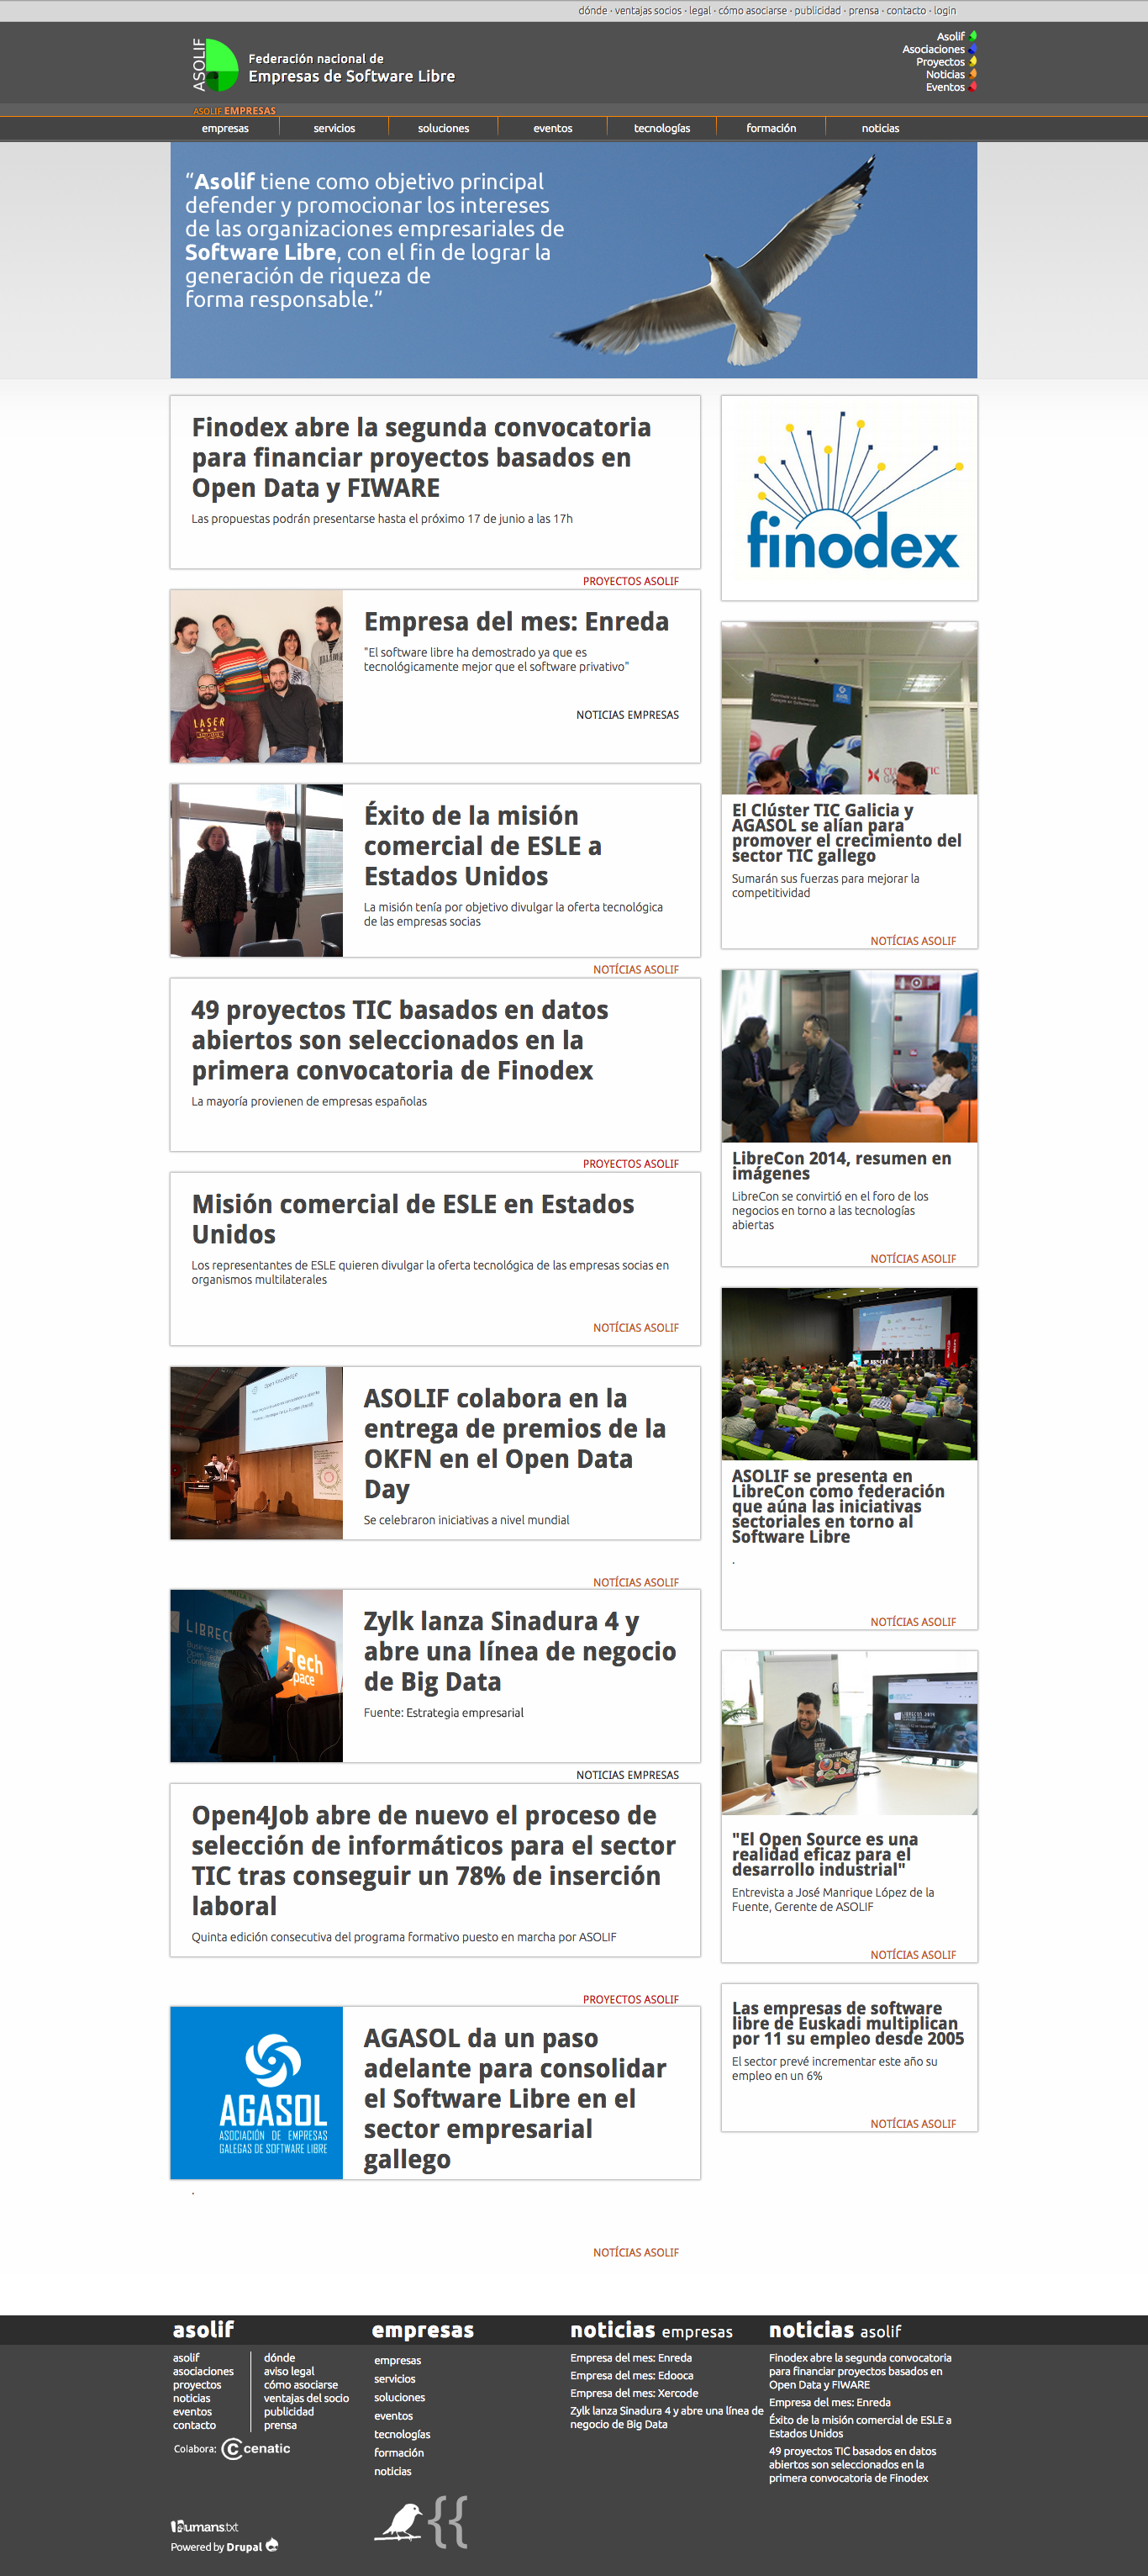 dónde · ventajas socios · legal · cómo asociarse · publicidad · prensa · contacto · login
ASOLIF
Federación nacional de
Empresas de Software Libre
Asolif
Asociaciones
Proyectos
Noticias
Eventos
ASOLIF EMPRESAS
empresas servicios soluciones eventos tecnologías formación noticias
“Asolif tiene como objetivo principal
defender y promocionar los intereses
de las organizaciones empresariales de
Software Libre, con el fin de lograr la
generación de riqueza de
forma responsable.”
Finodex abre la segunda convocatoria
para financiar proyectos basados en
Open Data y FIWARE
Las propuestas podrán presentarse hasta el próximo 17 de junio a las 17h
PROYECTOS ASOLIF
LASER
Empresa del mes: Enreda
"El software libre ha demostrado ya que es
tecnológicamente mejor que el software privativo"
NOTICIAS EMPRESAS
Éxito de la misión
comercial de ESLE a
Estados Unidos
La misión tenía por objetivo divulgar la oferta tecnológica
de las empresas socias
NOTÍCIAS ASOLIF
49 proyectos TIC basados en datos
abiertos son seleccionados en la
primera convocatoria de Finodex
La mayoría provienen de empresas españolas
PROYECTOS ASOLIF
Misión comercial de ESLE en Estados
Unidos
Los representantes de ESLE quieren divulgar la oferta tecnológica de las empresas socias en
organismos multilaterales
NOTÍCIAS ASOLIF
Open Knowledge
ASOLIF colabora en la
entrega de premios de la
OKFN en el Open Data
Day
Se celebraron iniciativas a nivel mundial
NOTÍCIAS ASOLIF
LIBREC
Tech
pace
Zylk lanza Sinadura 4 y
abre una línea de negocio
de Big Data
Fuente: Estrategia empresarial
NOTICIAS EMPRESAS
Open4Job abre de nuevo el proceso de
selección de informáticos para el sector
TIC tras conseguir un 78% de inserción
laboral
Quinta edición consecutiva del programa formativo puesto en marcha por ASOLIF
PROYECTOS ASOLIF
AGASOL
ASOCIACIÓN DE EMPRESAS
GALEGAS DE SOFTWARE LIBRE
AGASOL da un paso
adelante para consolidar
el Software Libre en el
sector empresarial
gallego
.
NOTÍCIAS ASOLIF
finodex
El Clúster TIC Galicia y
AGASOL se alían para
promover el crecimiento del
sector TIC gallego
Sumarán sus fuerzas para mejorar la
competitividad
NOTÍCIAS ASOLIF
LibreCon 2014, resumen en
imágenes
LibreCon se convirtió en el foro de los
negocios en torno a las tecnologías
abiertas
NOTÍCIAS ASOLIF
ASOLIF se presenta en
LibreCon como federación
que aúna las iniciativas
sectoriales en torno al
Software Libre
.
NOTÍCIAS ASOLIF
LIBRECON 2014
mozilla
"El Open Source es una
realidad eficaz para el
desarrollo industrial"
Entrevista a José Manrique López de la
Fuente, Gerente de ASOLIF
NOTÍCIAS ASOLIF
Las empresas de software
libre de Euskadi multiplican
por 11 su empleo desde 2005
El sector prevé incrementar este año su
empleo en un 6%
NOTÍCIAS ASOLIF
asolif
asolif
asociaciones
proyectos
noticias
eventos
contacto
dónde
aviso legal
cómo asociarse
ventajas del socio
publicidad
prensa
Colabora: cenatic
humans.txt
Powered by Drupal
empresas
empresas
servicios
soluciones
eventos
tecnologías
formación
noticias
{{
noticias empresas
Empresa del mes: Enreda
Empresa del mes: Edooca
Empresa del mes: Xercode
Zylk lanza Sinadura 4 y abre una línea de
negocio de Big Data
noticias asolif
Finodex abre la segunda convocatoria
para financiar proyectos basados en
Open Data y FIWARE
Empresa del mes: Enreda
Éxito de la misión comercial de ESLE a
Estados Unidos
49 proyectos TIC basados en datos
abiertos son seleccionados en la
primera convocatoria de Finodex